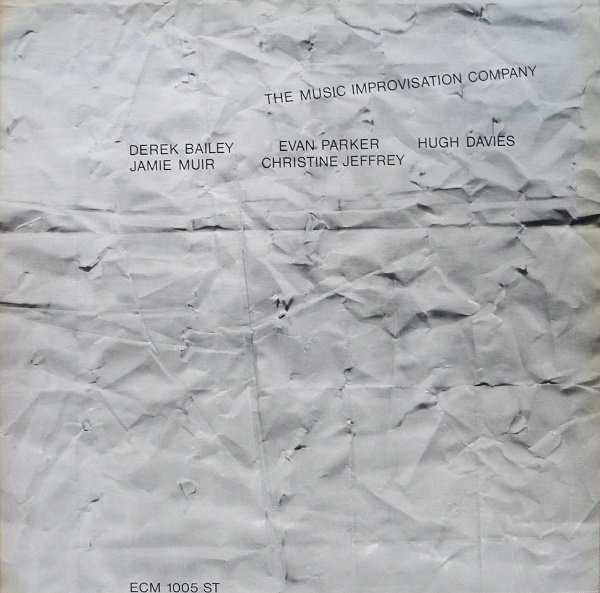 THE MUSIC IMPROVISATION COMPANY
DEREK BAILEY EVAN PARKER HUGH DAVIES
JAMIE MUIR CHRISTINE JEFFREY
ECM 1005 ST